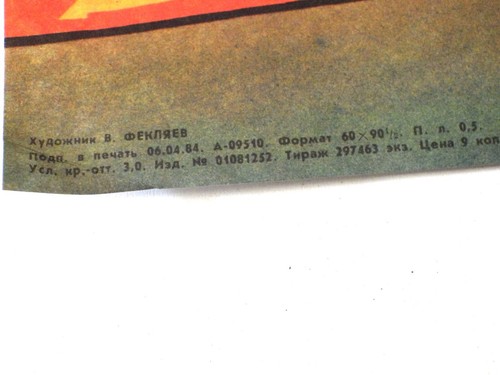 Художник В. ФЕКЛЯЕВ
Подп. в печать 06.04.84. А-09510. Формат 60×90½. П. л. 0,5.
Усл. кр.-отт. 3,0. Изд. № 01081252. Тираж 297463 экз. Цена 9 коп